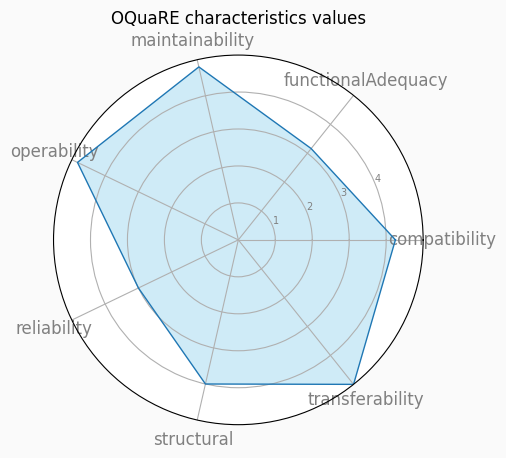 OQuaRE characteristics values
maintainability
functionalAdequacy
operability
4
3
2
1
compatibility
reliability
transferability
structural